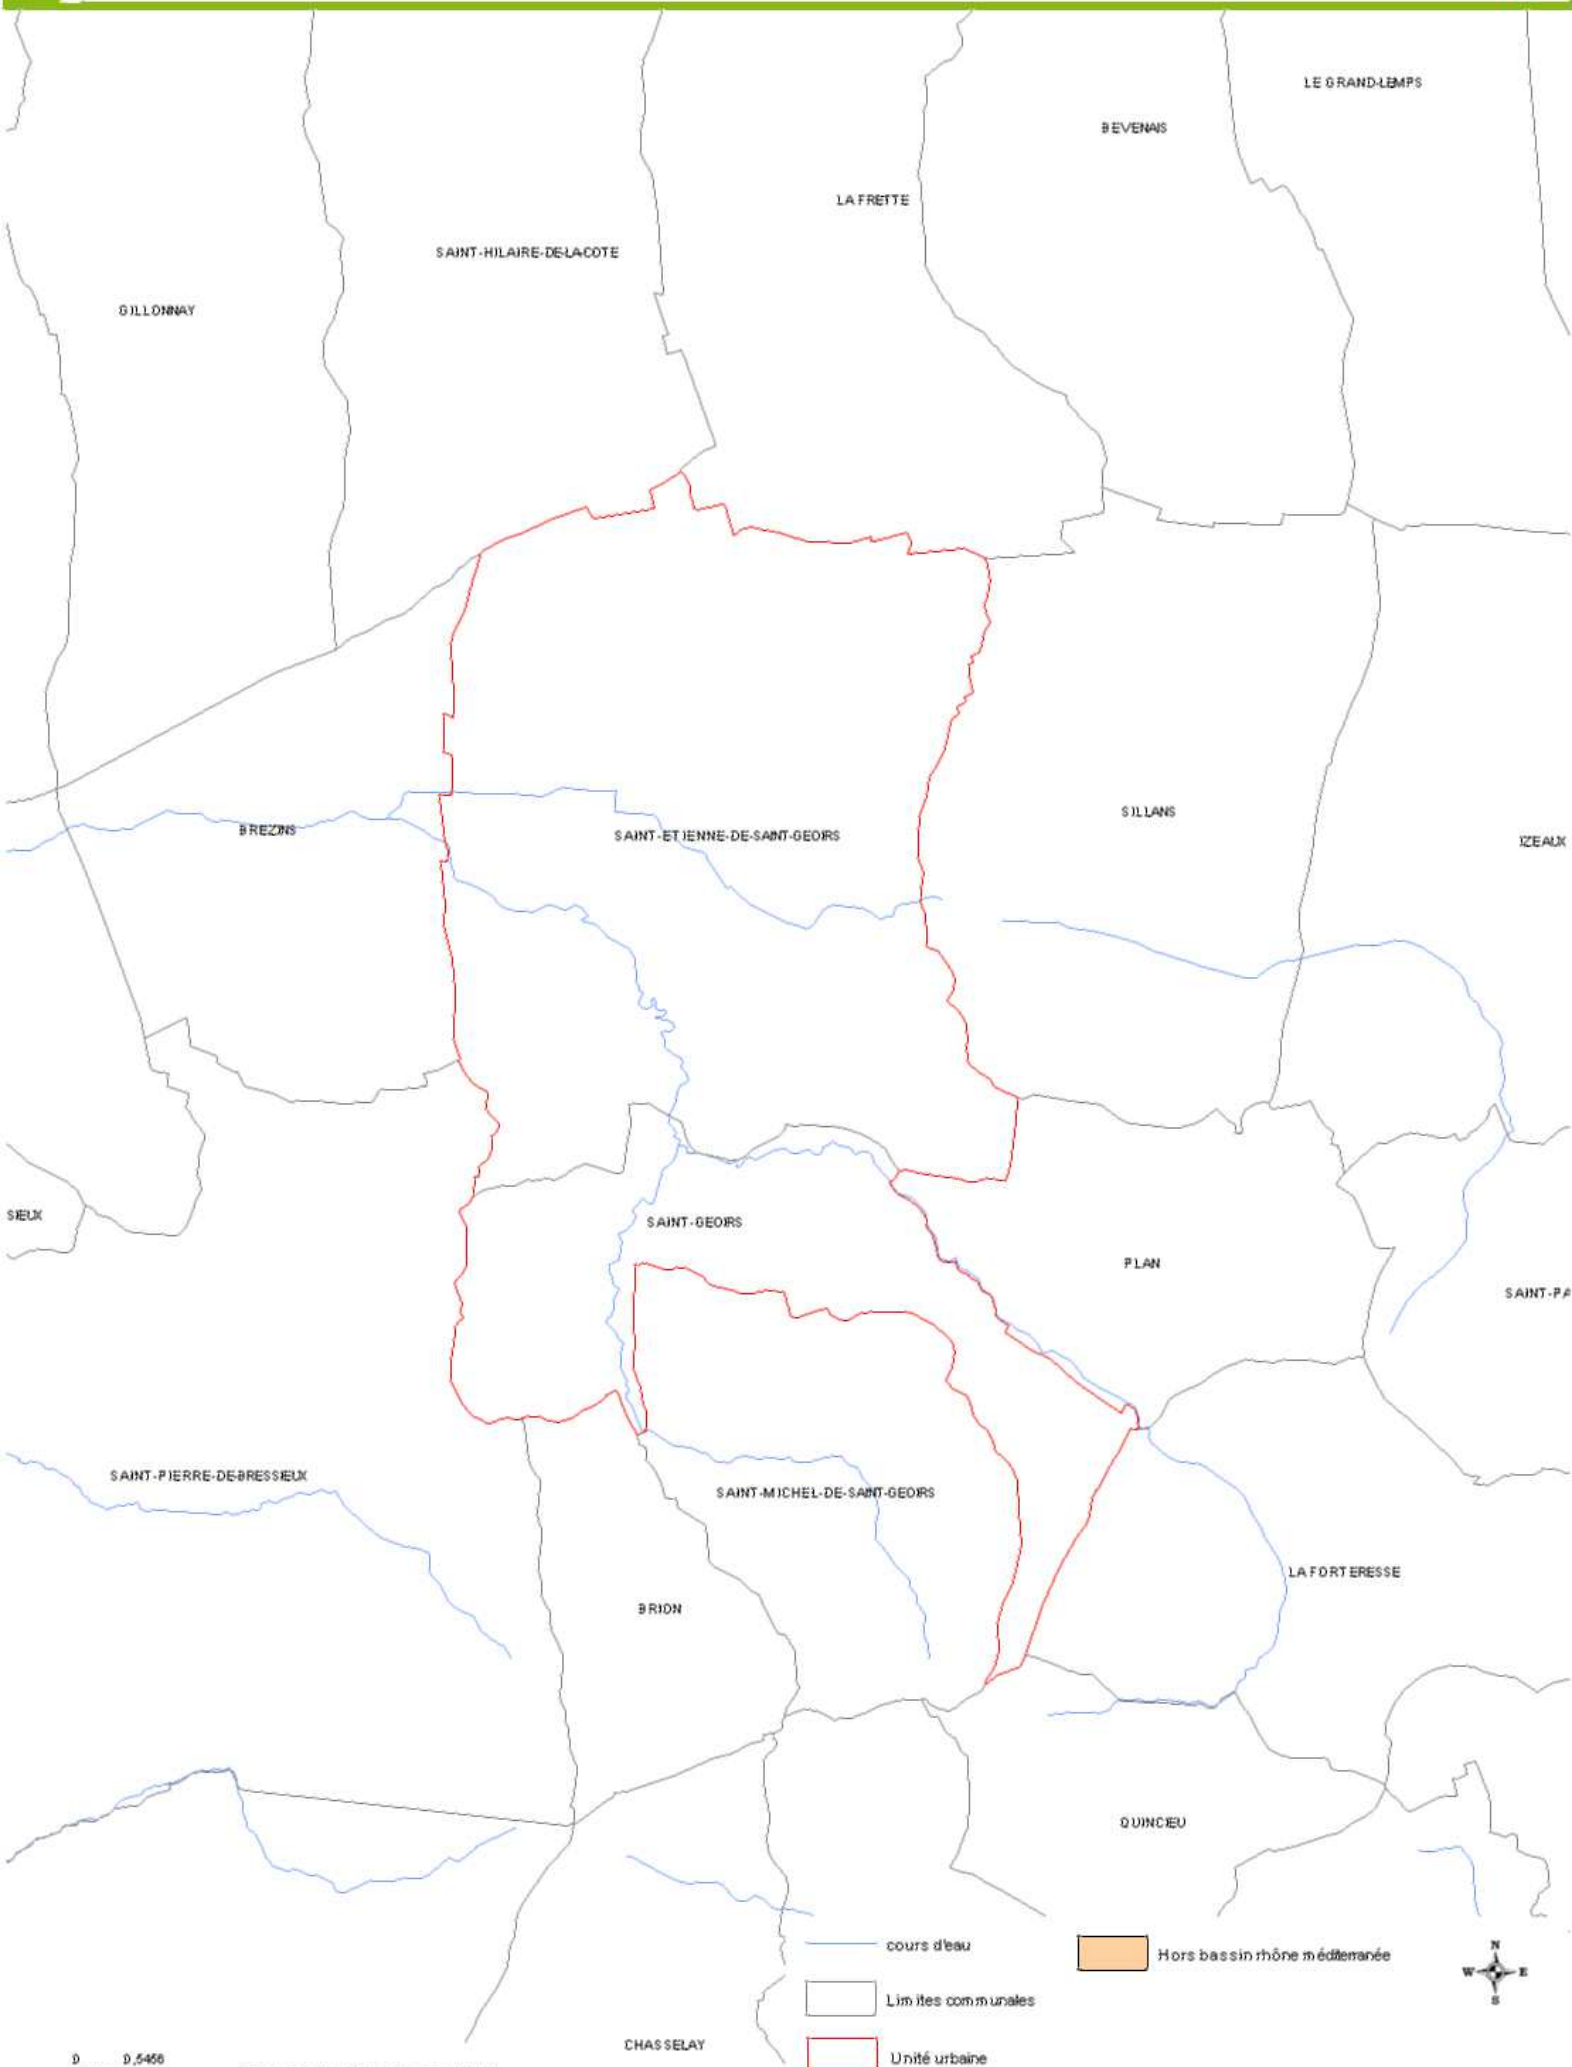 LE GRAND-LEMPS
BEVENAIS
LA FRETTE
SAINT-HILAIRE-DE-LA-COTE
GILLONNAY
SILLANS
BREZINS
SAINT-ETIENNE-DE-SAINT-GEOIRS
IZEAUX
SIEUX
SAINT-GEOIRS
PLAN
SAINT-PA
SAINT-PIERRE-DE-BRESSIEUX
SAINT-MICHEL-DE-SAINT-GEOIRS
LA FORTERESSE
BRION
QUINCIEU
cours d'eau
Hors bassin rhône méditerranée
N
W E
S
Limites communales
CHASSELAY
Unité urbaine
0 0,5456